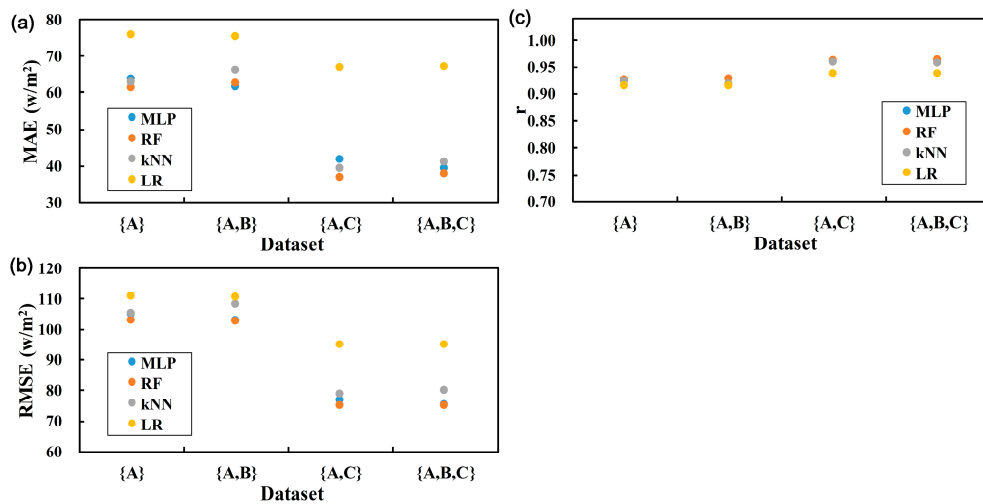 (a)
MAE (w/m²)
80
70
60
50
40
30
MLP
RF
kNN
LR
{A}
{A,B}
{A,C}
{A,B,C}
Dataset
(b)
RMSE (w/m²)
120
110
100
90
80
70
60
MLP
RF
kNN
LR
{A}
{A,B}
{A,C}
{A,B,C}
Dataset
(c)
r
1.00
0.95
0.90
0.85
0.80
0.75
0.70
MLP
RF
kNN
LR
{A}
{A,B}
{A,C}
{A,B,C}
Dataset